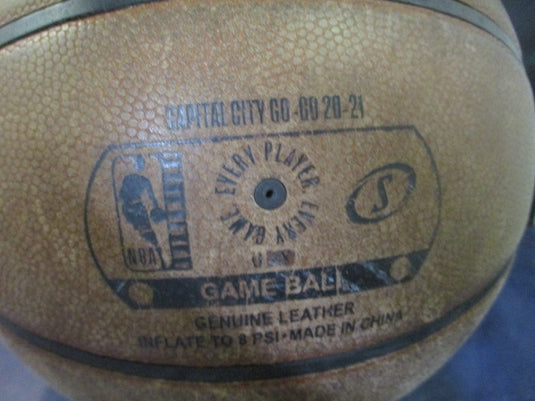 CAPITAL CITY GO-GO 20-21
EVERY PLAYER. EVERY GAME.
NBA
S
GAME BALL
GENUINE LEATHER
INFLATE TO 8 PSI • MADE IN CHINA